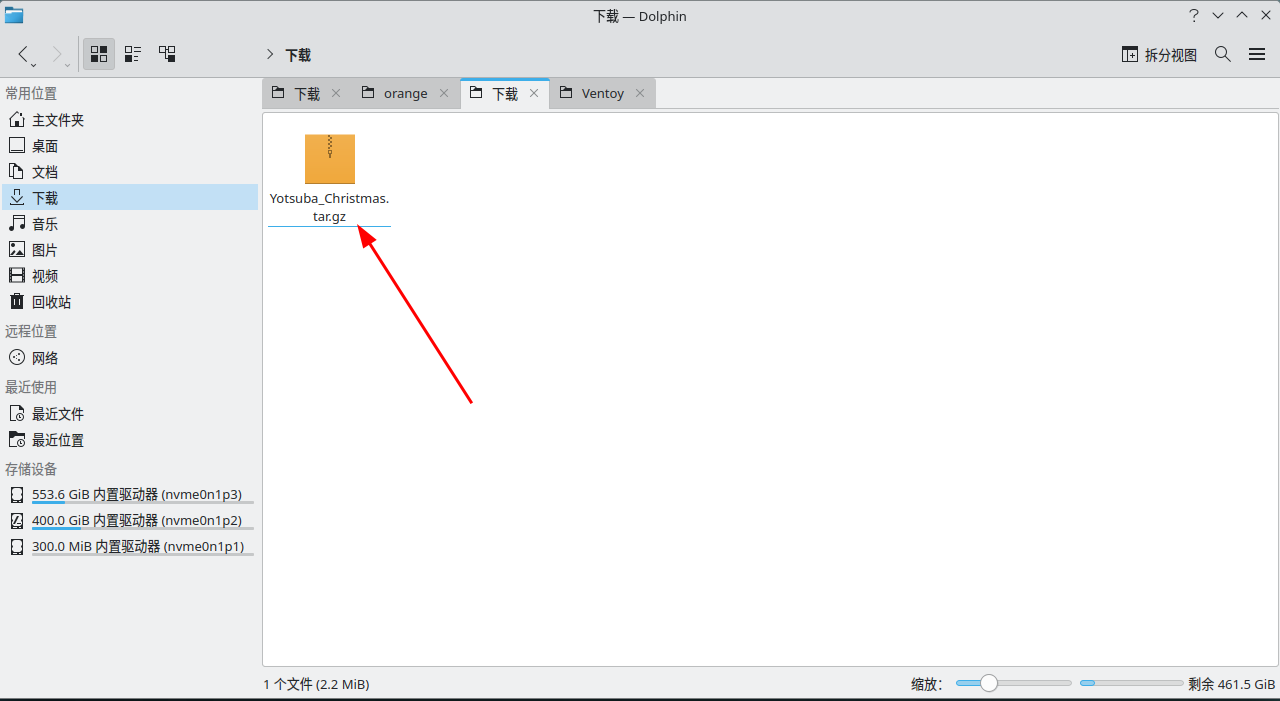 下载 — Dolphin
下载
拆分视图
下载
orange
下载
Ventoy
常用位置
主文件夹
桌面
文档
下载
音乐
图片
视频
回收站
远程位置
网络
最近使用
最近文件
最近位置
存储设备
553.6 GiB 内置驱动器 (nvme0n1p3)
400.0 GiB 内置驱动器 (nvme0n1p2)
300.0 MiB 内置驱动器 (nvme0n1p1)
Yotsuba_Christmas.
tar.gz
1 个文件 (2.2 MiB)
缩放：
剩余 461.5 GiB